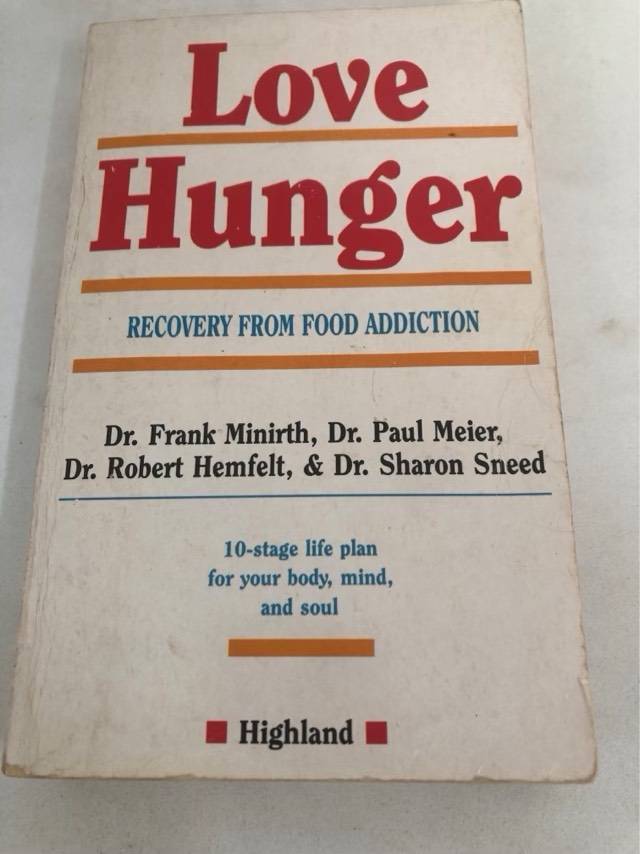 Love
Hunger
RECOVERY FROM FOOD ADDICTION
Dr. Frank Minirth, Dr. Paul Meier,
Dr. Robert Hemfelt, & Dr. Sharon Sneed
10-stage life plan
for your body, mind,
and soul
Highland